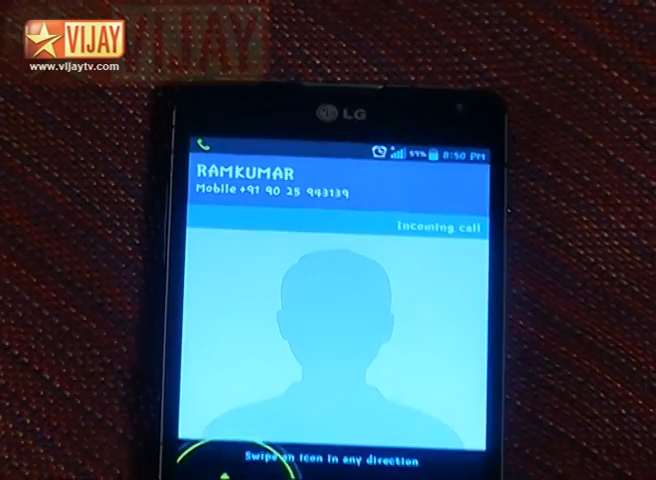 VIJAY
www.vijaytv.com
LG
59% 8:50 PM
RAMKUMAR
Mobile +91 90 25 943139
Incoming call
Swipe an icon in any direction